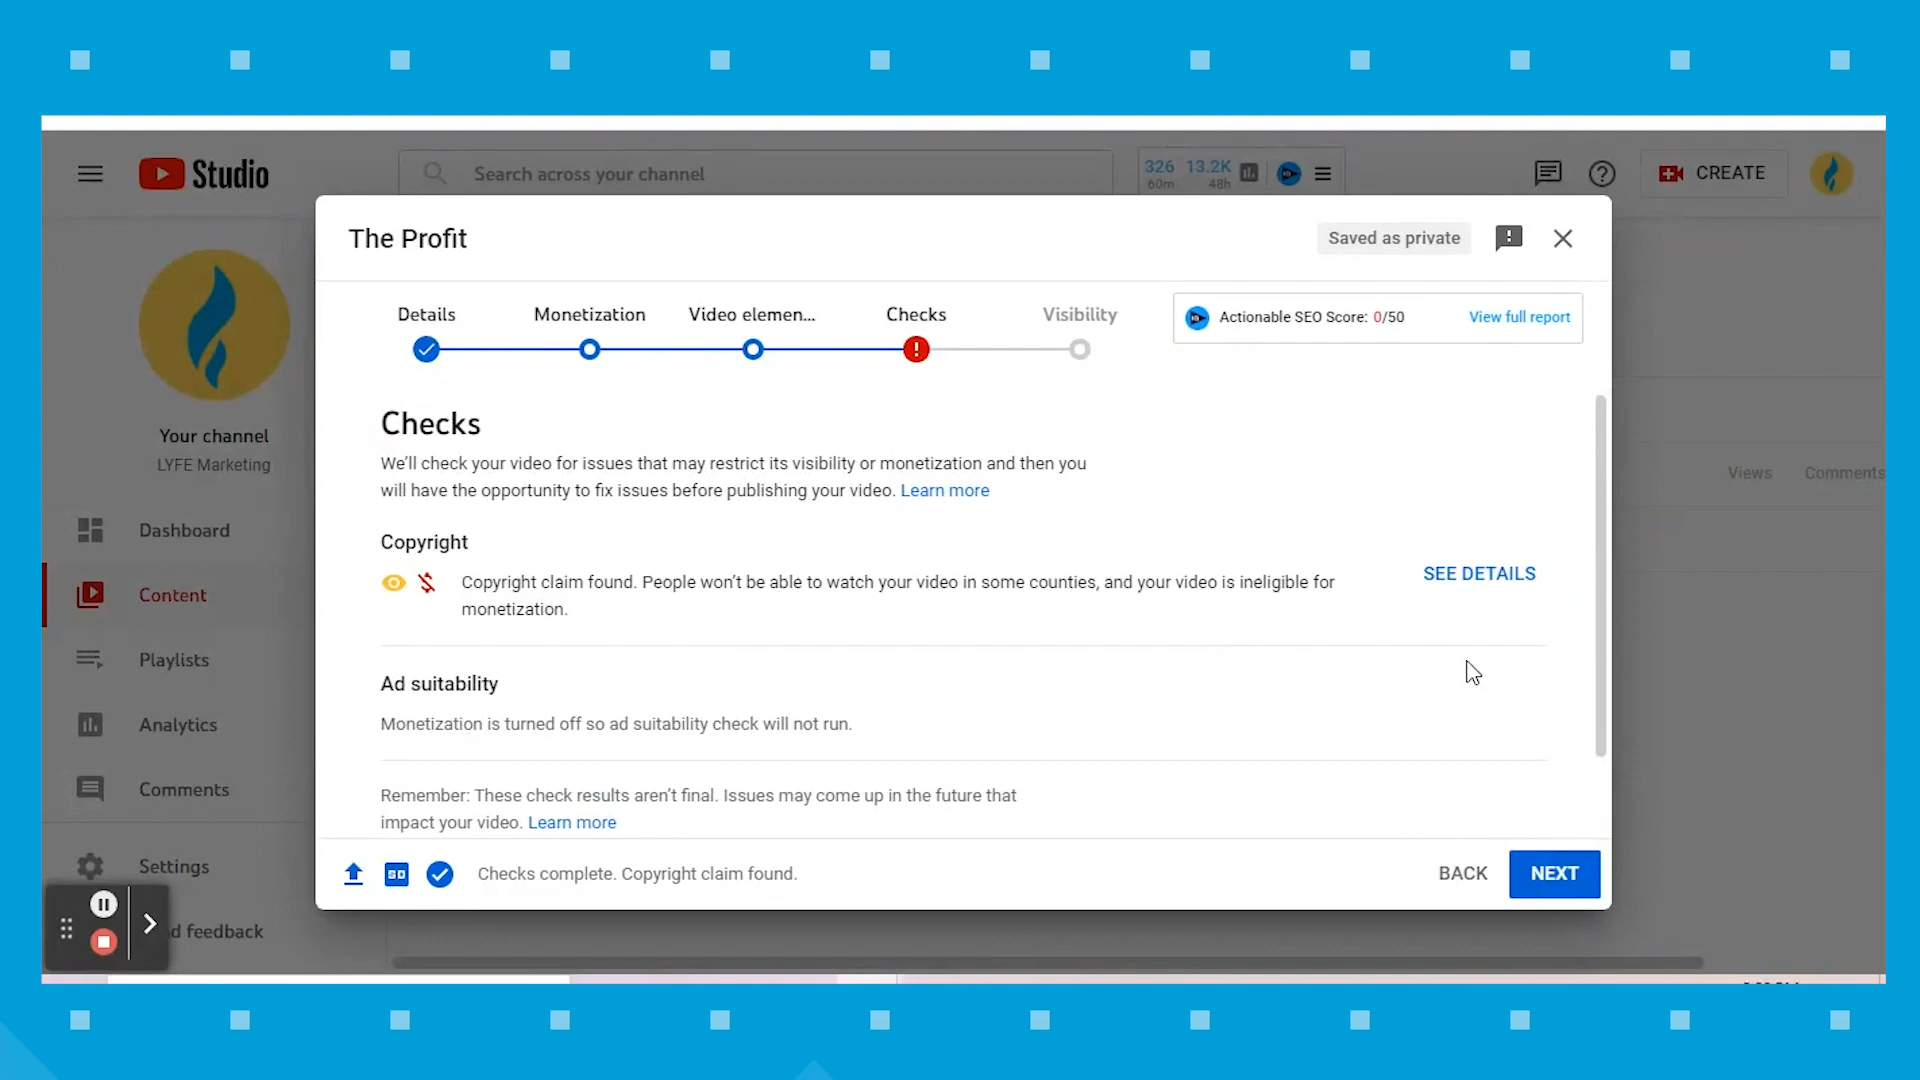 Studio
Search across your channel
326 13.2K
60m 48h
CREATE
The Profit
Saved as private
Details
Monetization
Video elemen...
Checks
Visibility
Actionable SEO Score: 0/50
View full report
Your channel
LYFE Marketing
Dashboard
Content
Playlists
Analytics
Comments
Settings
d feedback
Views
Comments
Checks
We'll check your video for issues that may restrict its visibility or monetization and then you
will have the opportunity to fix issues before publishing your video. Learn more
Copyright
Copyright claim found. People won't be able to watch your video in some counties, and your video is ineligible for
monetization.
SEE DETAILS
Ad suitability
Monetization is turned off so ad suitability check will not run.
Remember: These check results aren't final. Issues may come up in the future that
impact your video. Learn more
SD
Checks complete. Copyright claim found.
BACK
NEXT